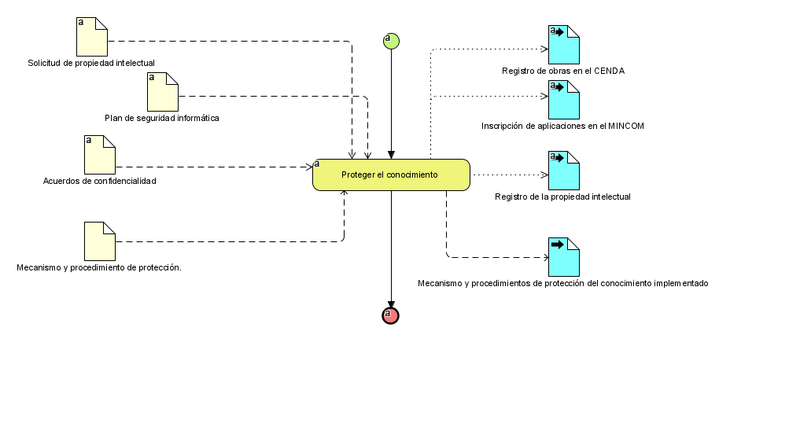 Solicitud de propiedad intelectual
Plan de seguridad informática
Acuerdos de confidencialidad
Mecanismo y procedimiento de protección.
Proteger el conocimiento
Registro de obras en el CENDA
Inscripción de aplicaciones en el MINCOM
Registro de la propiedad intelectual
Mecanismo y procedimientos de protección del conocimiento implementado
a
a
a
a
a
a
a
a
a